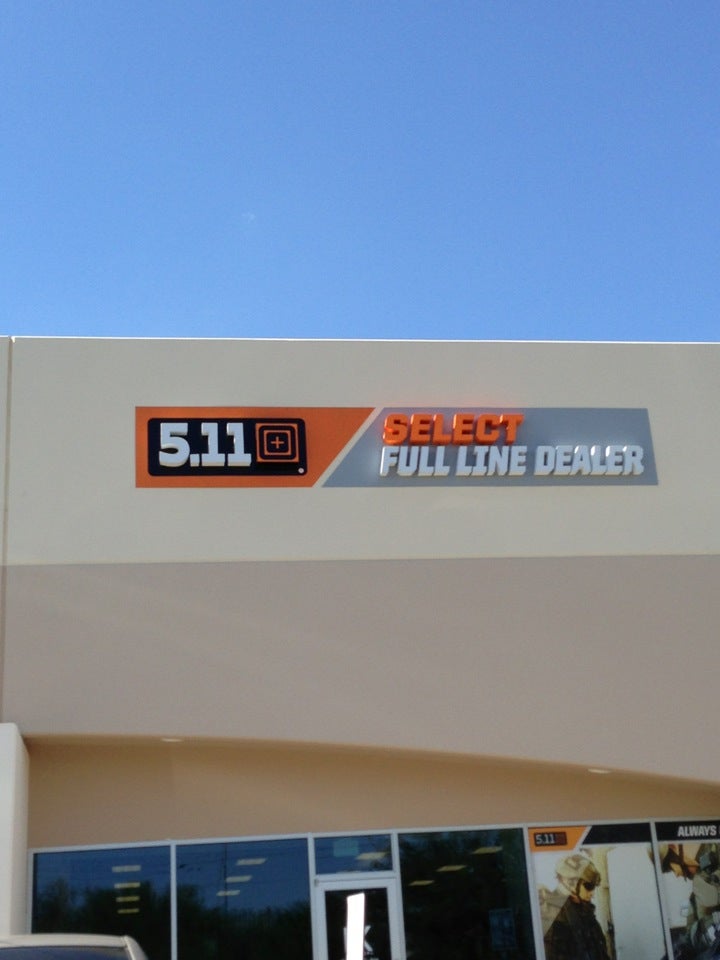 5.11
SELECT
FULL LINE DEALER
5.11
ALWAYS
K